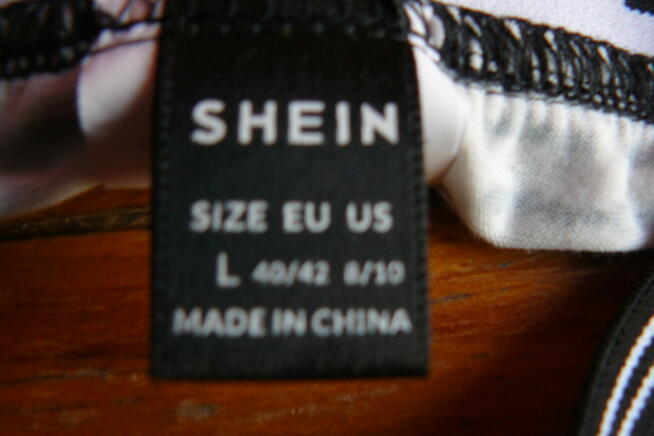 SHEIN
SIZE EU US
L 40/42 8/10
MADE IN CHINA